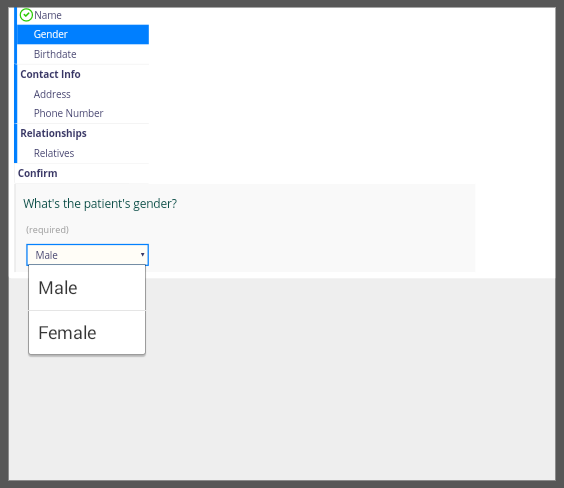 Name
Gender
Birthdate
Contact Info
Address
Phone Number
Relationships
Relatives
Confirm
What's the patient's gender?
(required)
Male
Male
Female